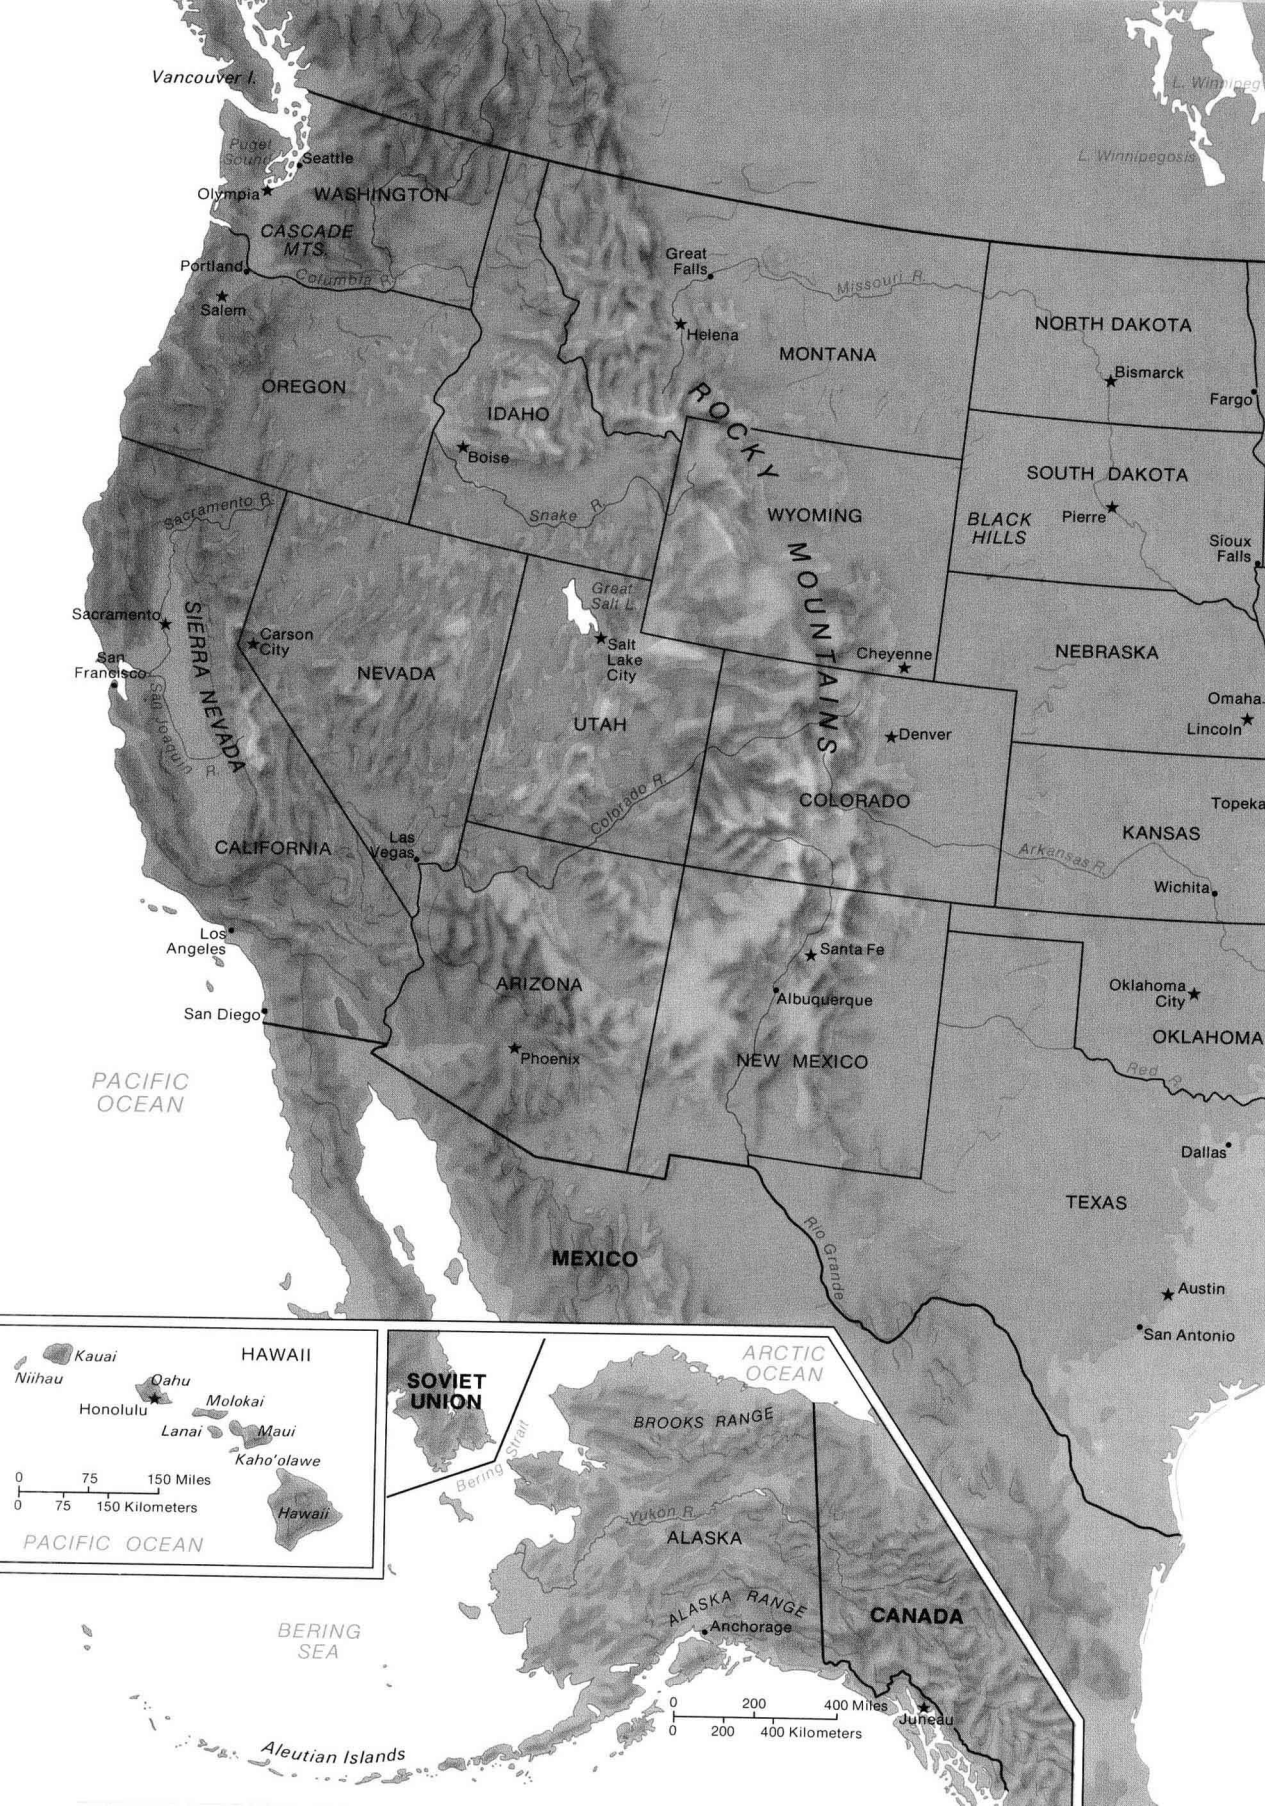 Vancouver I.
L. Winnipeg
L. Winnipegosis
Puget
Sound
Seattle
Olympia
WASHINGTON
CASCADE
MTS.
Portland
Columbia R.
Salem
Great
Falls
Missouri R.
Helena
MONTANA
NORTH DAKOTA
Bismarck
Fargo
OREGON
IDAHO
Boise
ROCKY MOUNTAINS
SOUTH DAKOTA
Pierre
BLACK
HILLS
Sioux
Falls
Snake R.
WYOMING
Sacramento R.
Great
Salt L.
Sacramento
SIERRA NEVADA
Carson
City
Salt
Lake
City
San
Francisco
San Joaquin R.
NEVADA
UTAH
Cheyenne
NEBRASKA
Omaha
Lincoln
Denver
Colorado R.
COLORADO
Topeka
KANSAS
Arkansas R.
Wichita
CALIFORNIA
Las
Vegas
Los
Angeles
Santa Fe
Albuquerque
ARIZONA
Oklahoma
City
OKLAHOMA
San Diego
Phoenix
NEW MEXICO
Red R.
PACIFIC
OCEAN
Dallas
TEXAS
Rio Grande
MEXICO
Austin
San Antonio
HAWAII
Kauai
Niihau
Oahu
Honolulu
Molokai
Lanai
Maui
Kaho'olawe
0 75 150 Miles
0 75 150 Kilometers
Hawaii
PACIFIC OCEAN
SOVIET
UNION
ARCTIC
OCEAN
BROOKS RANGE
Bering Strait
Yukon R.
ALASKA
ALASKA RANGE
Anchorage
CANADA
BERING
SEA
0 200 400 Miles
0 200 400 Kilometers
Juneau
Aleutian Islands